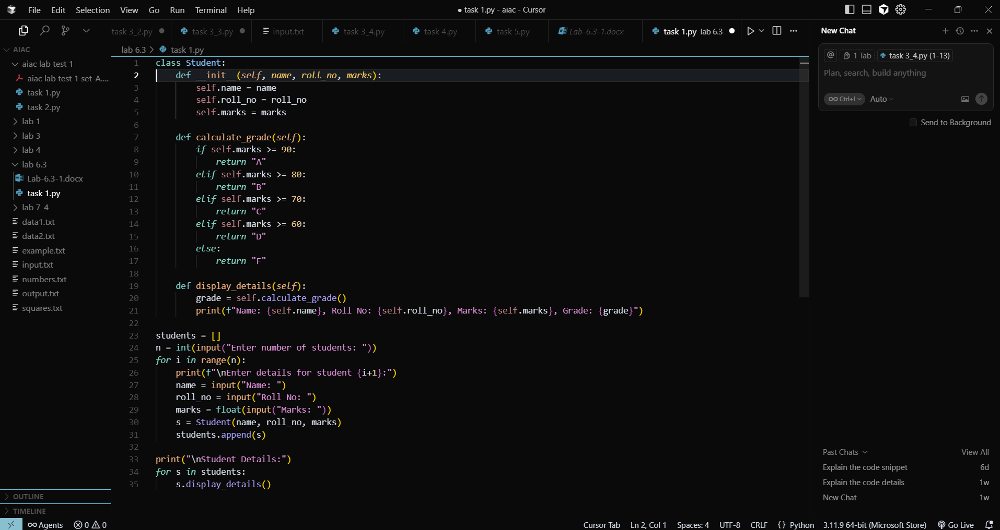 File Edit Selection View Go Run Terminal Help
● task 1.py - aiac - Cursor
task 3_2.py ● task 3_3.py ● input.txt task 3_4.py task 4.py task 5.py Lab-6.3-1.docx task 1.py lab 6.3 ●
New Chat
AIAC
aiac lab test 1
aiac lab test 1 set-A....
task 1.py
task 2.py
lab 1
lab 3
lab 4
lab 6.3
Lab-6.3-1.docx
task 1.py
lab 7_4
data1.txt
data2.txt
example.txt
input.txt
numbers.txt
output.txt
squares.txt
OUTLINE
TIMELINE
lab 6.3 > task 1.py
1 class Student:
2     def __init__(self, name, roll_no, marks):
3         self.name = name
4         self.roll_no = roll_no
5         self.marks = marks
6
7     def calculate_grade(self):
8         if self.marks >= 90:
9             return "A"
10         elif self.marks >= 80:
11             return "B"
12         elif self.marks >= 70:
13             return "C"
14         elif self.marks >= 60:
15             return "D"
16         else:
17             return "F"
18
19     def display_details(self):
20         grade = self.calculate_grade()
21         print(f"Name: {self.name}, Roll No: {self.roll_no}, Marks: {self.marks}, Grade: {grade}")
22
23 students = []
24 n = int(input("Enter number of students: "))
25 for i in range(n):
26     print(f"\nEnter details for student {i+1}:")
27     name = input("Name: ")
28     roll_no = input("Roll No: ")
29     marks = float(input("Marks: "))
30     s = Student(name, roll_no, marks)
31     students.append(s)
32
33 print("\nStudent Details:")
34 for s in students:
35     s.display_details()
@ 1 Tab task 3_4.py (1-13)
Plan, search, build anything
∞ Ctrl+I Auto
Send to Background
Past Chats View All
Explain the code snippet 6d
Explain the code details 1w
New Chat 1w
∞ Agents 0 0
Cursor Tab Ln 2, Col 1 Spaces: 4 UTF-8 CRLF {} Python 3.11.9 64-bit (Microsoft Store) Go Live